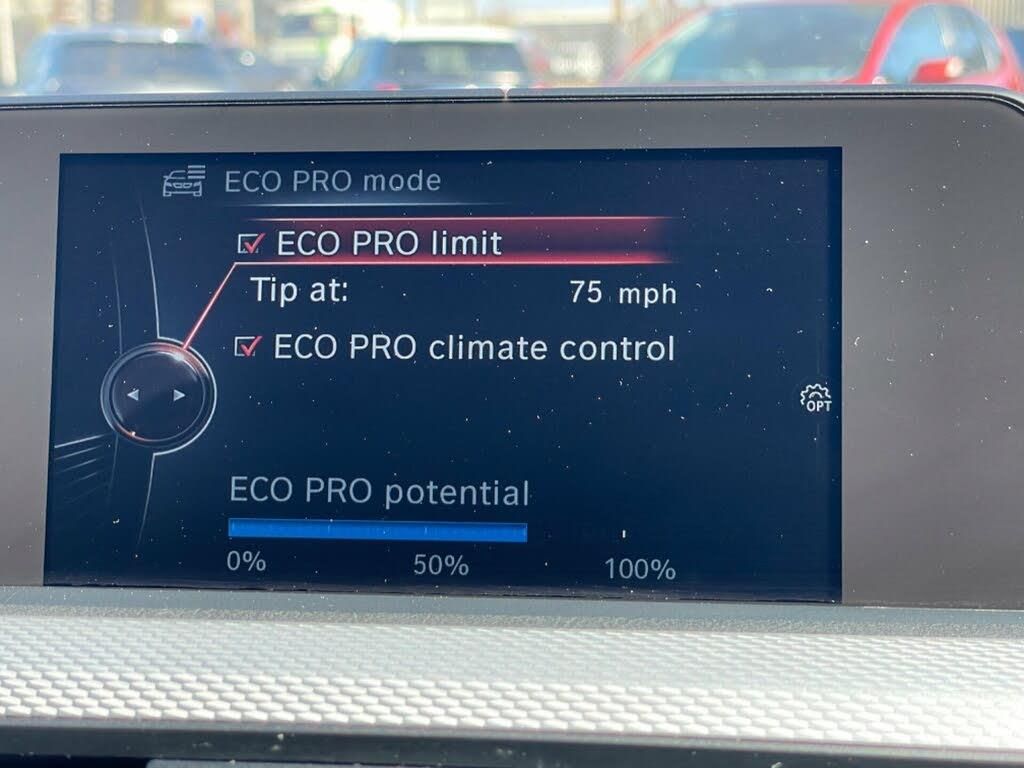 ECO PRO mode
ECO PRO limit
Tip at: 75 mph
ECO PRO climate control
OPT
ECO PRO potential
0% 50% 100%